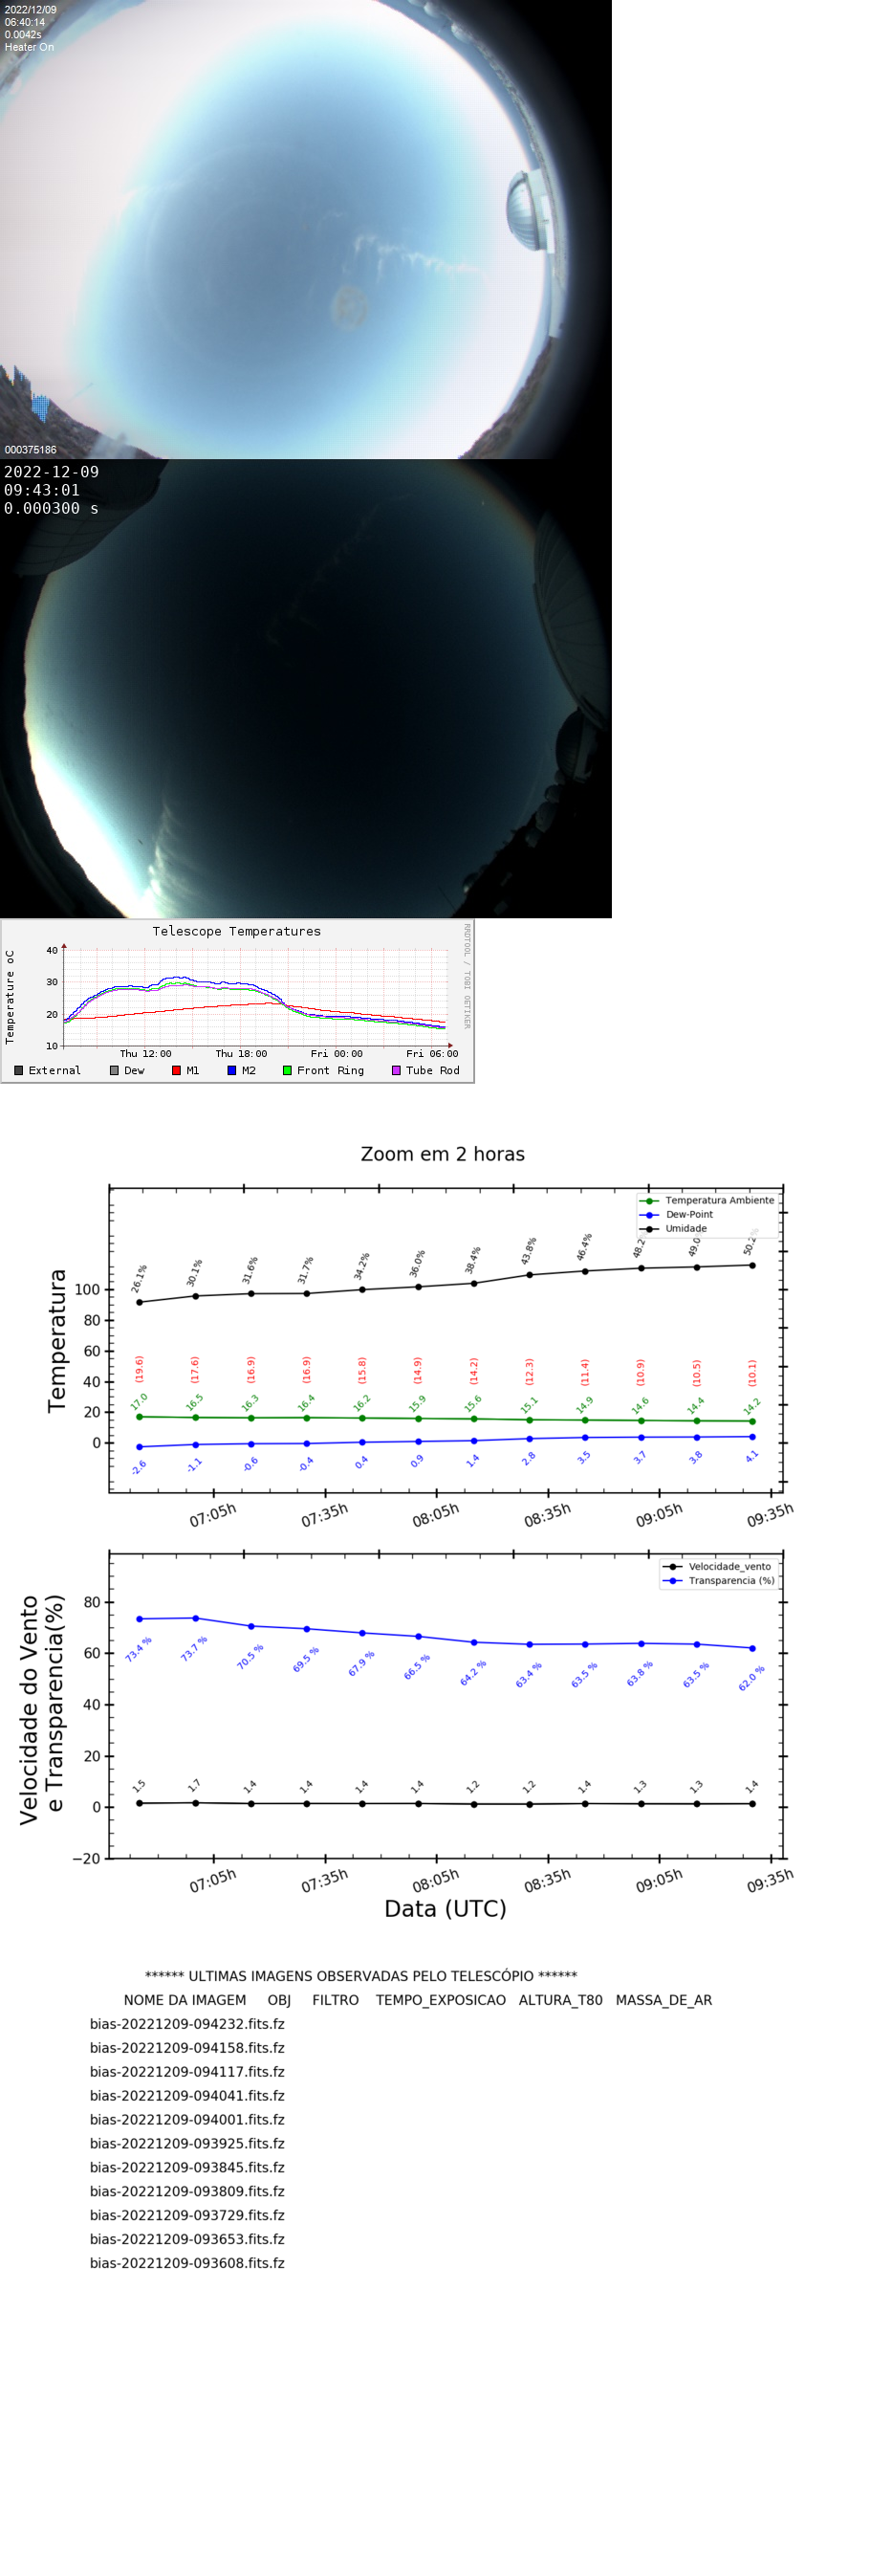 2022/12/09
06:40:14
0.0042s
Heater On
000375186
2022-12-09
09:43:01
0.000300 s
Telescope Temperatures
RRDTOOL / TOBI OETIKER
Temperature oC
40
30
20
10
Thu 12:00 Thu 18:00 Fri 00:00 Fri 06:00
External Dew M1 M2 Front Ring Tube Rod
Zoom em 2 horas
Temperatura
Temperatura Ambiente
Dew-Point
Umidade
26.1% 30.1% 31.6% 31.7% 34.2% 36.0% 38.4% 43.8% 46.4% 48.2 49.0 50.
100
80
60
40
20
0
(19.6) (17.6) (16.9) (16.9) (15.8) (14.9) (14.2) (12.3) (11.4) (10.9) (10.5) (10.1)
17.0 16.5 16.3 16.4 16.2 15.9 15.6 15.1 14.9 14.6 14.4 14.2
-2.6 -1.1 -0.6 -0.4 0.4 0.9 1.4 2.8 3.5 3.7 3.8 4.1
07:05h 07:35h 08:05h 08:35h 09:05h 09:35h
Velocidade do Vento
e Transparencia(%)
Velocidade_vento
Transparencia (%)
80
60
40
20
0
−20
73.4 % 73.7 % 70.5 % 69.5 % 67.9 % 66.5 % 64.2 % 63.4 % 63.5 % 63.8 % 63.5 % 62.0 %
1.5 1.7 1.4 1.4 1.4 1.4 1.2 1.2 1.4 1.3 1.3 1.4
07:05h 07:35h 08:05h 08:35h 09:05h 09:35h
Data (UTC)
****** ULTIMAS IMAGENS OBSERVADAS PELO TELESCÓPIO ******
NOME DA IMAGEM OBJ FILTRO TEMPO_EXPOSICAO ALTURA_T80 MASSA_DE_AR
bias-20221209-094232.fits.fz
bias-20221209-094158.fits.fz
bias-20221209-094117.fits.fz
bias-20221209-094041.fits.fz
bias-20221209-094001.fits.fz
bias-20221209-093925.fits.fz
bias-20221209-093845.fits.fz
bias-20221209-093809.fits.fz
bias-20221209-093729.fits.fz
bias-20221209-093653.fits.fz
bias-20221209-093608.fits.fz